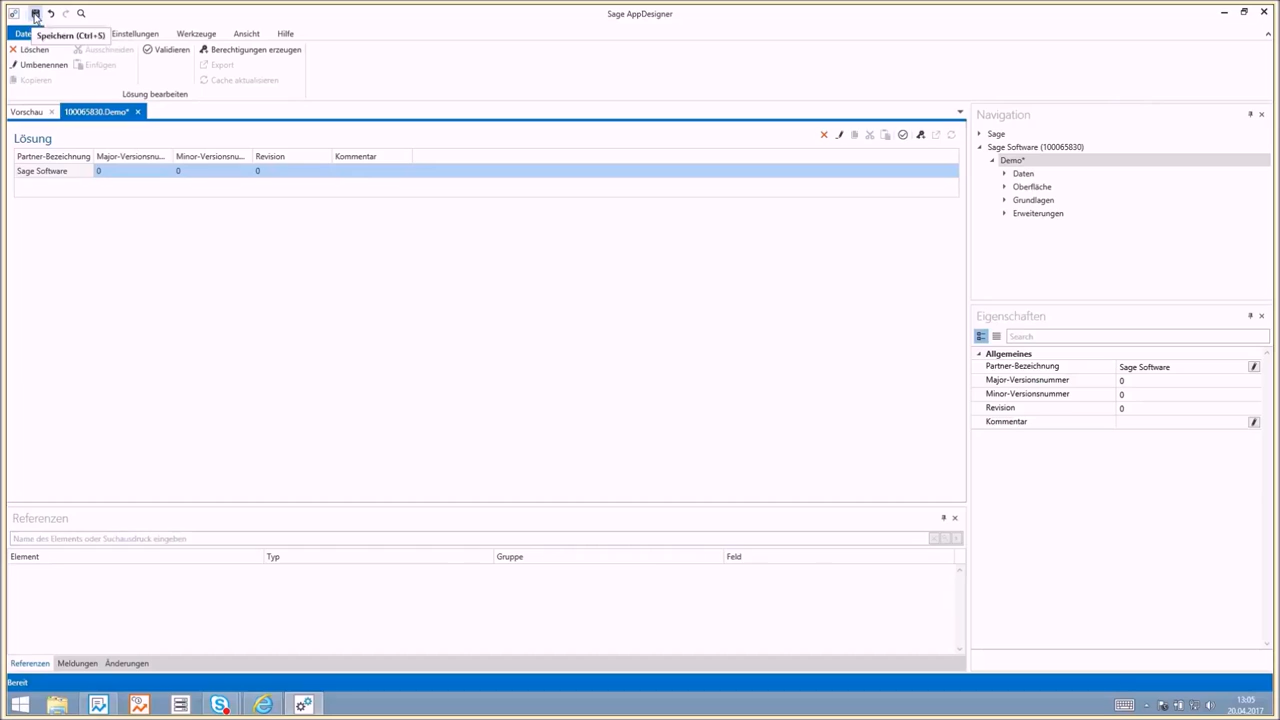 Sage AppDesigner
Speichern (Ctrl+S)
Einstellungen Werkzeuge Ansicht Hilfe
Löschen Ausschneiden Validieren Berechtigungen erzeugen
Umbenennen Einfügen Export
Kopieren Cache aktualisieren
Lösung bearbeiten
Vorschau 100065830.Demo*
Lösung
Partner-Bezeichnung Major-Versionsnu... Minor-Versionsnu... Revision Kommentar
Sage Software 0 0 0
Navigation
Sage
Sage Software (100065830)
Demo*
Daten
Oberfläche
Grundlagen
Erweiterungen
Eigenschaften
Search
Allgemeines
Partner-Bezeichnung Sage Software
Major-Versionsnummer 0
Minor-Versionsnummer 0
Revision 0
Kommentar
Referenzen
Name des Elements oder Suchausdruck eingeben
Element Typ Gruppe Feld
Referenzen Meldungen Änderungen
Bereit
13:05
20.04.2017